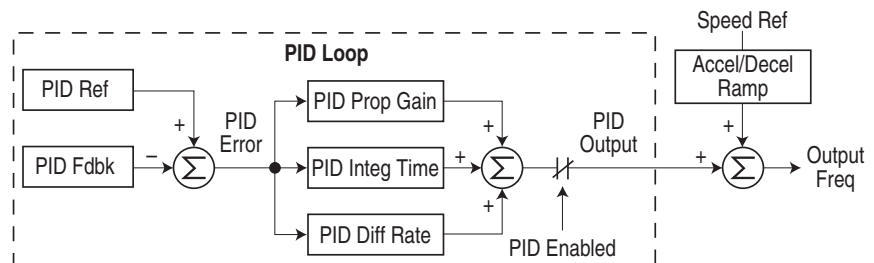 Speed Ref
PID Loop
Accel/Decel
Ramp
PID Ref
PID Prop Gain
+
PID
Error
+
PID
Output
+
PID Fdbk
−
Σ
PID Integ Time
+
Σ
+
Σ
Output
Freq
+
PID Diff Rate
PID Enabled